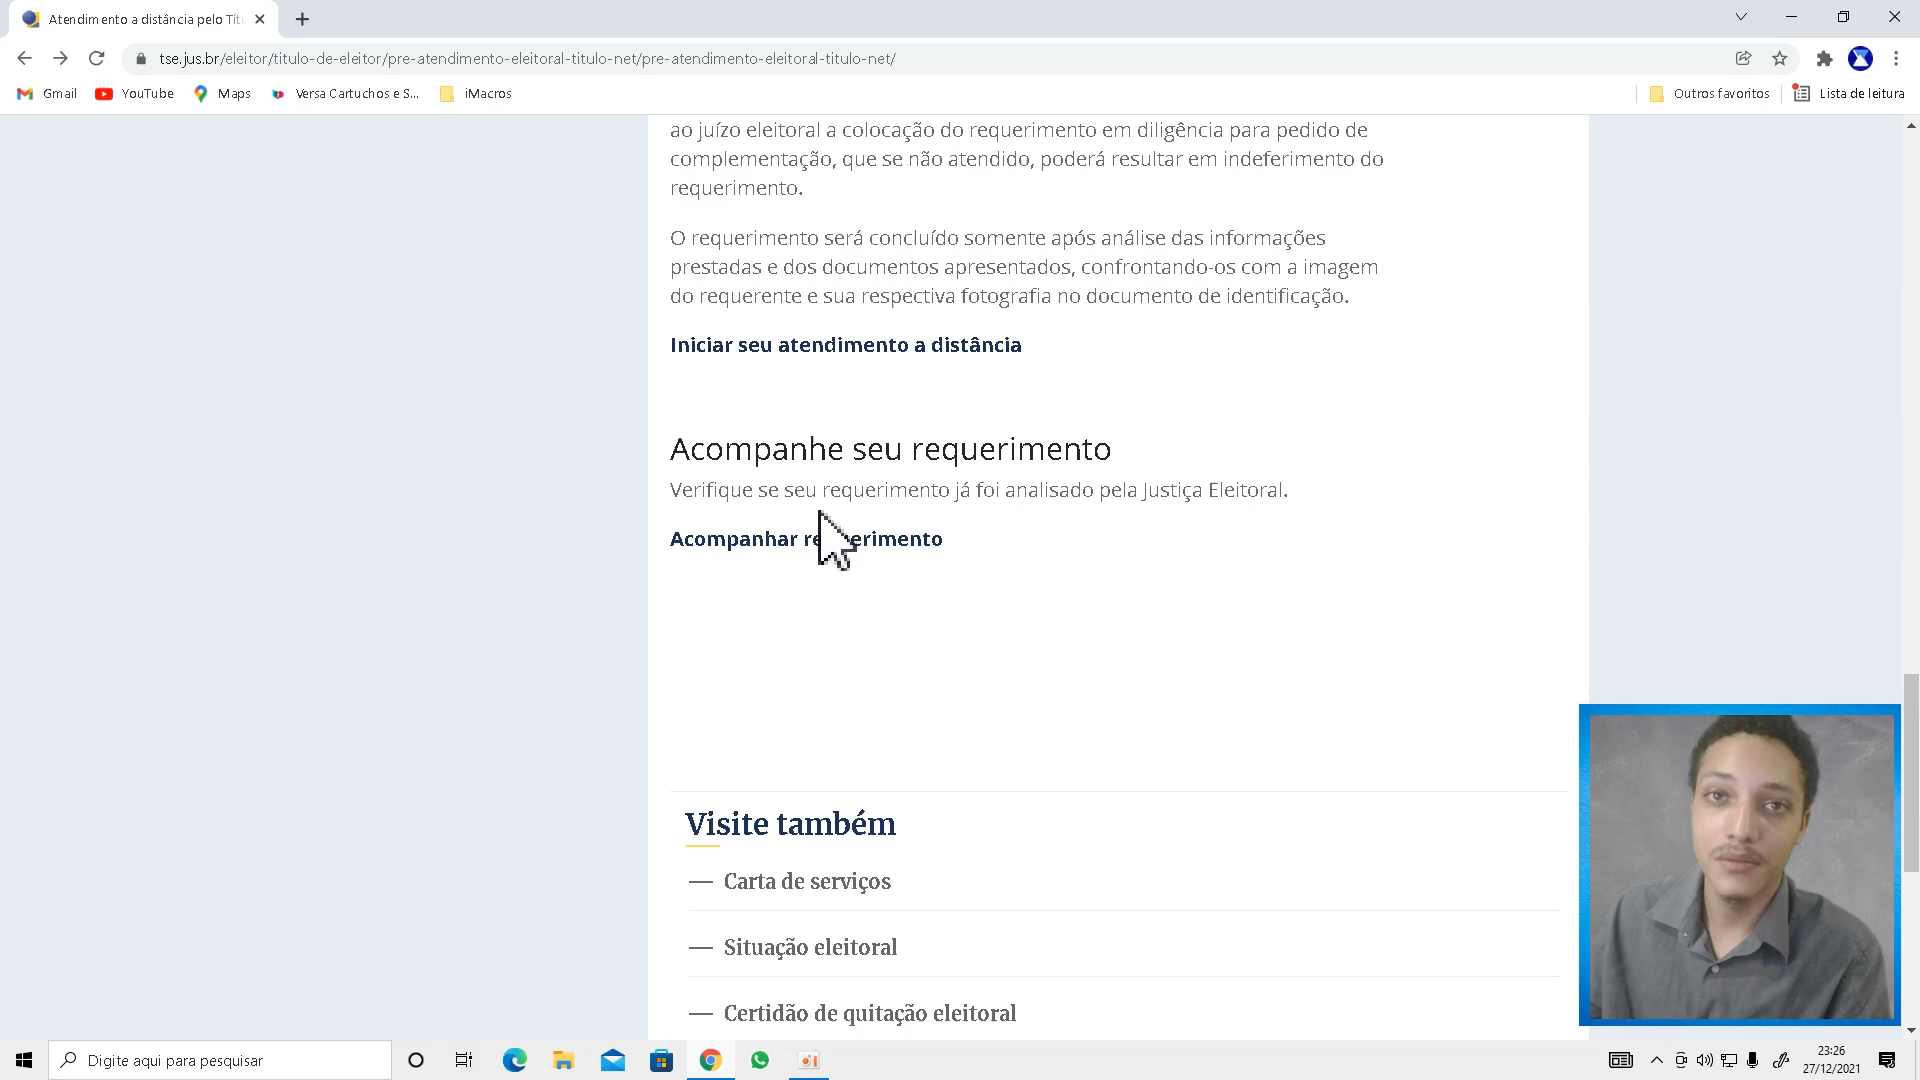 Atendimento a distância pelo Títu
tse.jus.br/eleitor/titulo-de-eleitor/pre-atendimento-eleitoral-titulo-net/pre-atendimento-eleitoral-titulo-net/
Gmail YouTube Maps Versa Cartuchos e S... iMacros Outros favoritos Lista de leitura
ao juízo eleitoral a colocação do requerimento em diligência para pedido de
complementação, que se não atendido, poderá resultar em indeferimento do
requerimento.
O requerimento será concluído somente após análise das informações
prestadas e dos documentos apresentados, confrontando-os com a imagem
do requerente e sua respectiva fotografia no documento de identificação.
Iniciar seu atendimento a distância
Acompanhe seu requerimento
Verifique se seu requerimento já foi analisado pela Justiça Eleitoral.
Acompanhar requerimento
Visite também
— Carta de serviços
— Situação eleitoral
— Certidão de quitação eleitoral
Digite aqui para pesquisar
23:26
27/12/2021